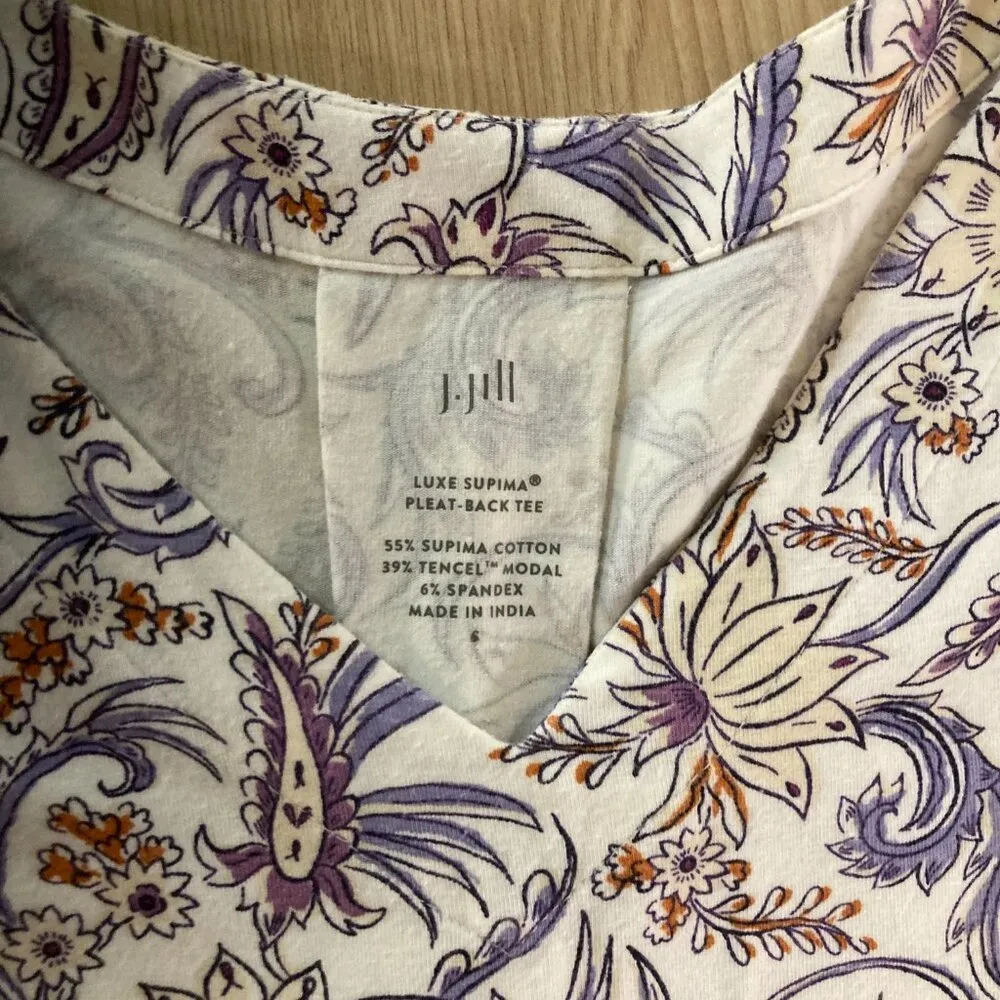 J.Jill
LUXE SUPIMA®
PLEAT-BACK TEE
55% SUPIMA COTTON
39% TENCEL™ MODAL
6% SPANDEX
MADE IN INDIA
6